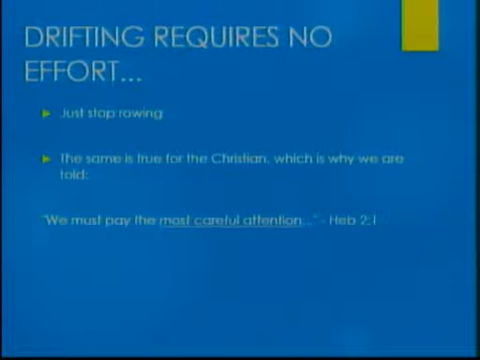 DRIFTING REQUIRES NO
EFFORT...
Just stop rowing
The same is true for the Christian, which is why we are
told:
"We must pay the most careful attention..." - Heb 2:1